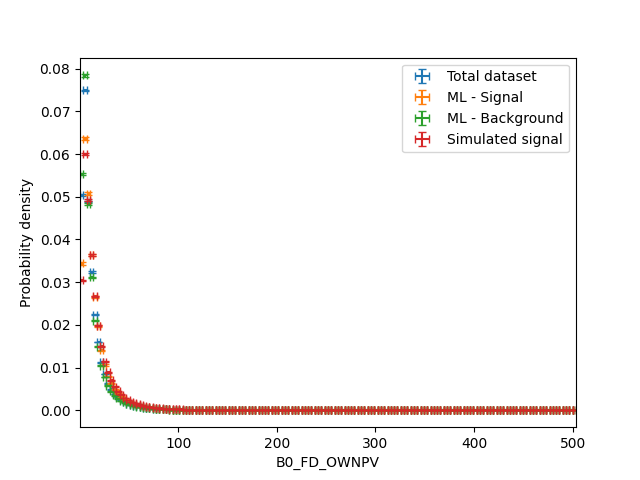 0.08
0.07
0.06
0.05
0.04
0.03
0.02
0.01
0.00
Probability density
100
200
300
400
500
B0_FD_OWNPV
Total dataset
ML - Signal
ML - Background
Simulated signal